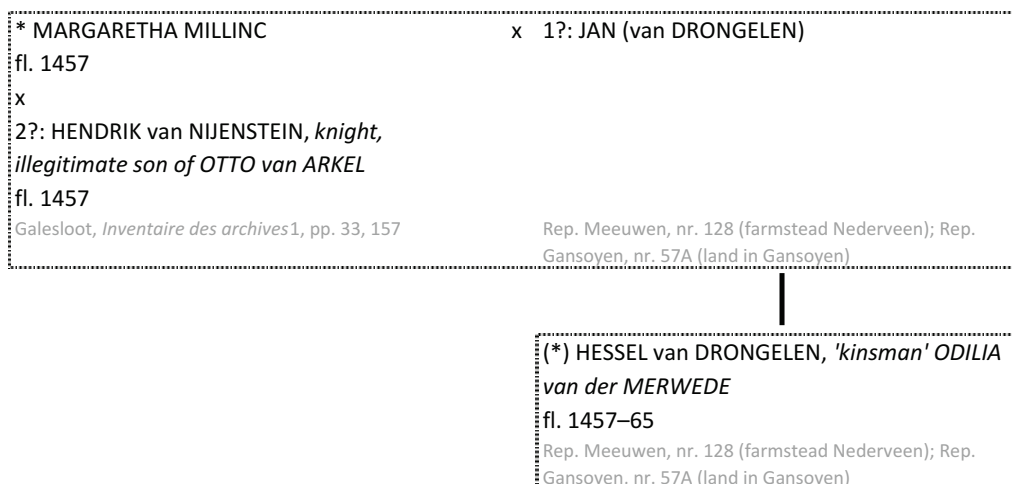 * MARGARETHA MILLINC x 1?: JAN (van DRONGELEN)
fl. 1457
x
2?: HENDRIK van NIJENSTEIN, knight,
illegitimate son of OTTO van ARKEL
fl. 1457
Galesloot, Inventaire des archives1, pp. 33, 157
Rep. Meeuwen, nr. 128 (farmstead Nederveen); Rep.
Gansoyen, nr. 57A (land in Gansoyen)
(*) HESSEL van DRONGELEN, 'kinsman' ODILIA
van der MERWEDE
fl. 1457–65
Rep. Meeuwen, nr. 128 (farmstead Nederveen); Rep.
Gansoyen, nr. 57A (land in Gansoyen)